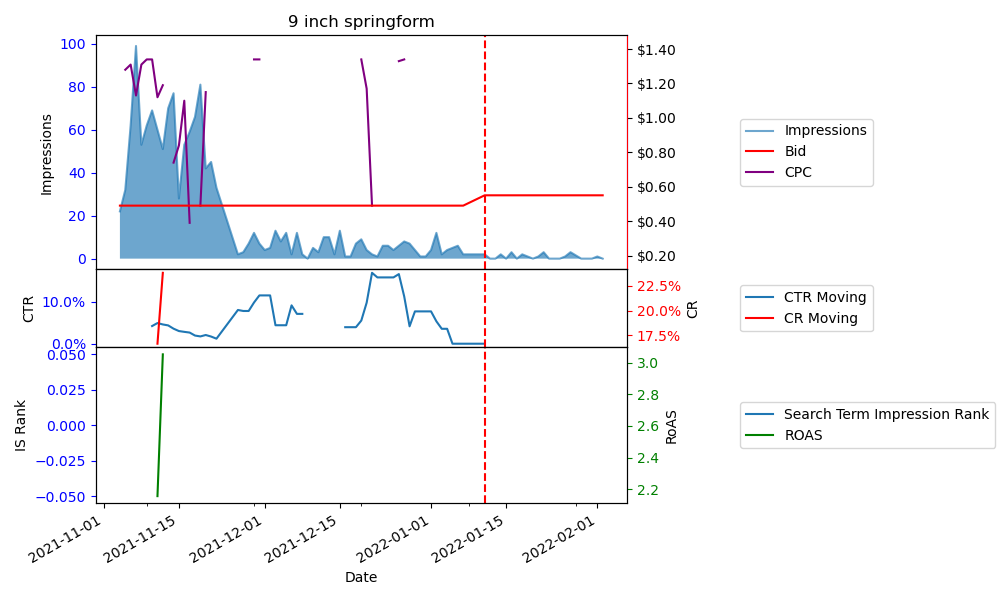 9 inch springform
100
80
60
40
20
0
Impressions
$1.40
$1.20
$1.00
$0.80
$0.60
$0.40
$0.20
Impressions
Bid
CPC
10.0%
0.0%
CTR
22.5%
20.0%
17.5%
CR
CTR Moving
CR Moving
0.050
0.025
0.000
−0.025
−0.050
IS Rank
3.0
2.8
2.6
2.4
2.2
RoAS
Search Term Impression Rank
ROAS
2021-11-01
2021-11-15
2021-12-01
2021-12-15
2022-01-01
2022-01-15
2022-02-01
Date